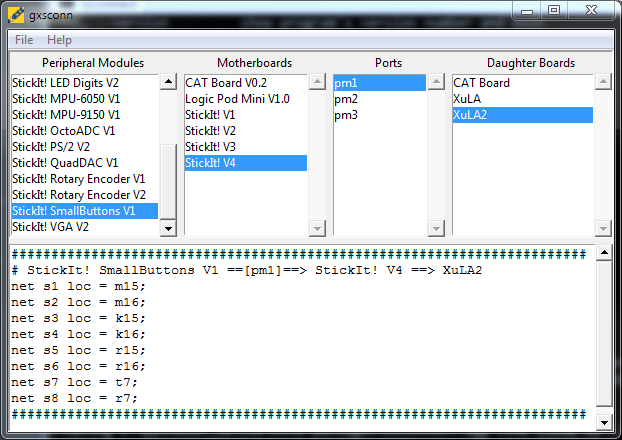 gxsconn
File Help
Peripheral Modules
StickIt! LED Digits V2
StickIt! MPU-6050 V1
StickIt! MPU-9150 V1
StickIt! OctoADC V1
StickIt! PS/2 V2
StickIt! QuadDAC V1
StickIt! Rotary Encoder V1
StickIt! Rotary Encoder V2
StickIt! SmallButtons V1
StickIt! VGA V2
Motherboards
CAT Board V0.2
Logic Pod Mini V1.0
StickIt! V1
StickIt! V2
StickIt! V3
StickIt! V4
Ports
pm1
pm2
pm3
Daughter Boards
CAT Board
XuLA
XuLA2
########################################################################
# StickIt! SmallButtons V1 ==[pm1]==> StickIt! V4 ==> XuLA2
net s1 loc = m15;
net s2 loc = m16;
net s3 loc = k15;
net s4 loc = k16;
net s5 loc = r15;
net s6 loc = r16;
net s7 loc = t7;
net s8 loc = r7;
########################################################################